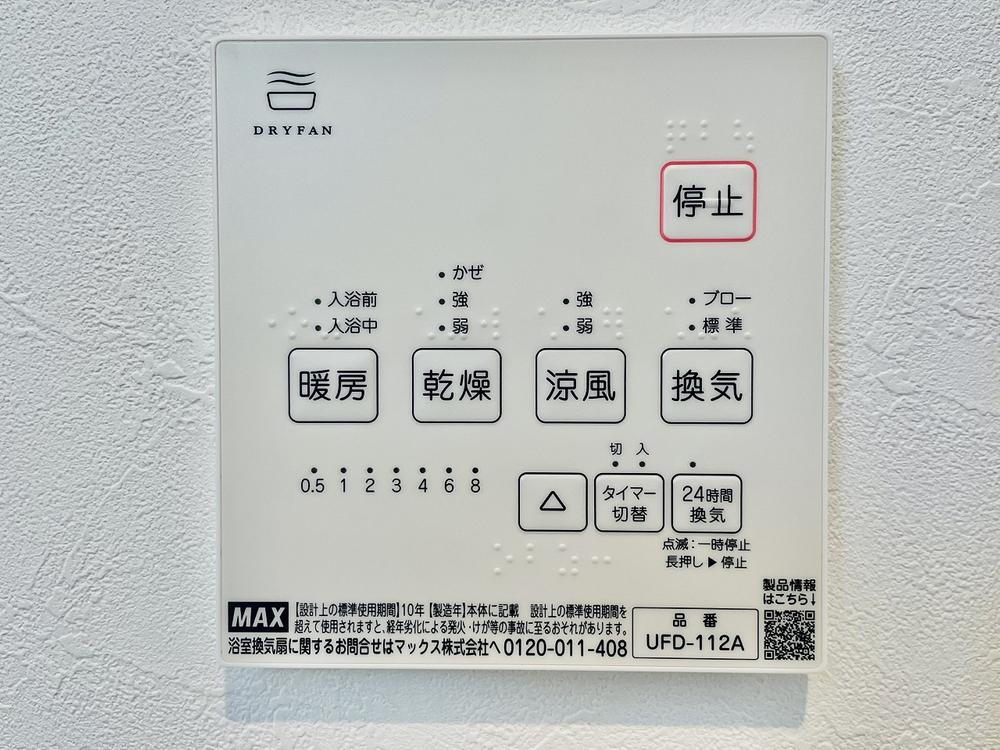 DRYFAN
停止
かぜ
入浴前 強 強 ブロー
入浴中 弱 弱 標準
暖房 乾燥 涼風 換気
切 入
0.5 1 2 3 4 6 8
△ タイマー切替 24時間換気
点滅:一時停止
長押し▶停止
製品情報
はこちら↓
MAX
【設計上の標準使用期間】10年【製造年】本体に記載 設計上の標準使用期間を
超えて使用されますと、経年劣化による発火・けが等の事故に至るおそれがあります。
浴室換気扇に関するお問合せはマックス株式会社へ 0120-011-408
品番
UFD-112A